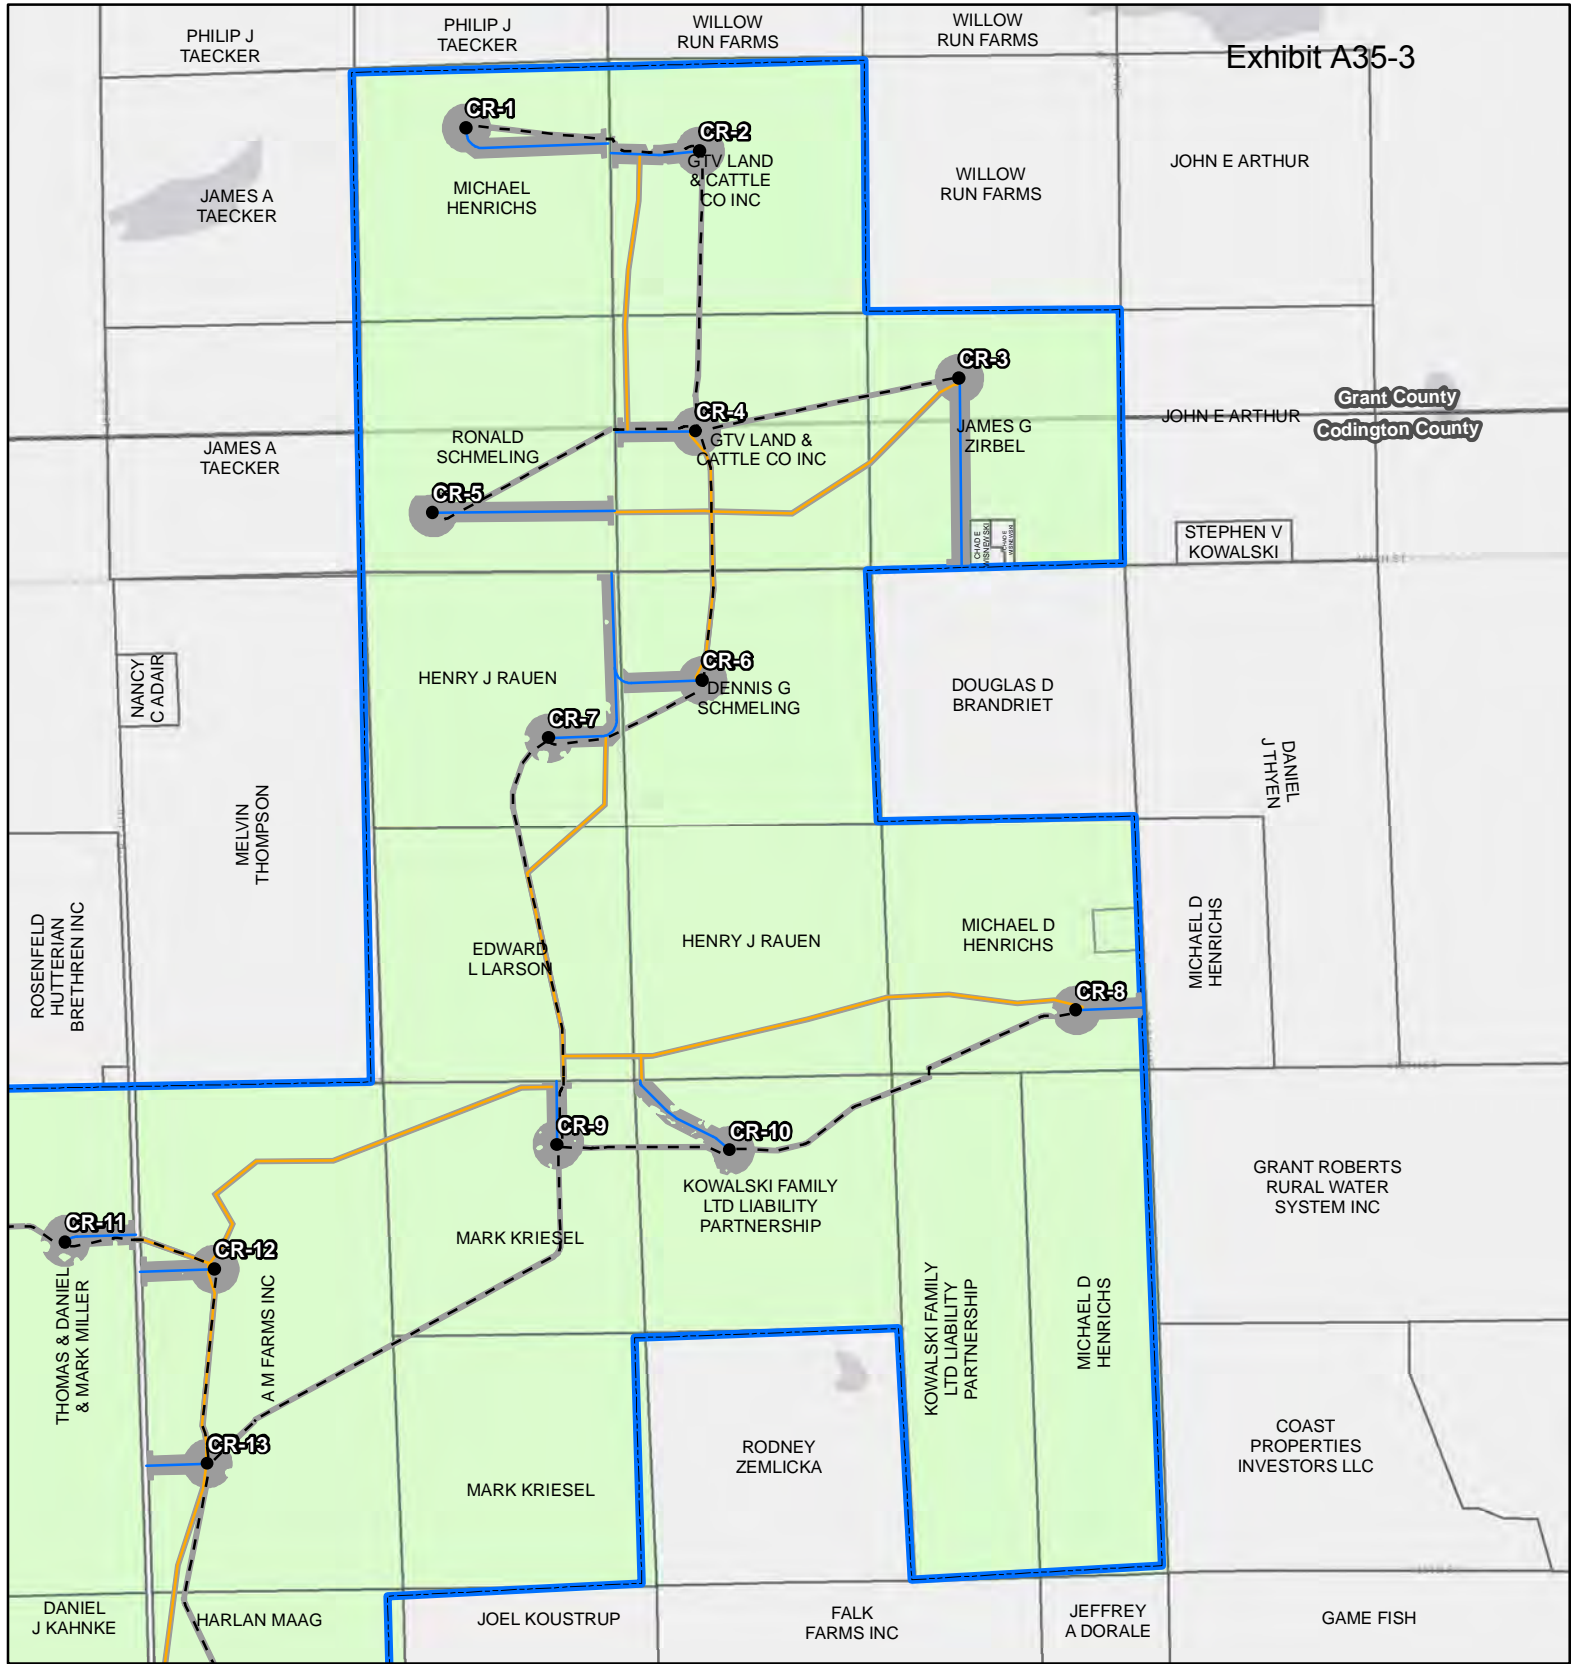 PHILIP J
TAECKER
PHILIP J
TAECKER
WILLOW
RUN FARMS
WILLOW
RUN FARMS
Exhibit A35-3
CR-1
CR-2
GTV LAND
& CATTLE
CO INC
JOHN E ARTHUR
WILLOW
RUN FARMS
MICHAEL
HENRICHS
JAMES A
TAECKER
CR-3
Grant County
CR-4
JOHN E ARTHUR
Codington County
JAMES G
ZIRBEL
RONALD
SCHMELING
GTV LAND &
CATTLE CO INC
JAMES A
TAECKER
CR-5
CHAD E
WISNEWSKI
CHAD E
WISNEWSKI
STEPHEN V
KOWALSKI
NANCY
C ADAIR
HENRY J RAUEN
CR-6
DENNIS G
SCHMELING
DOUGLAS D
BRANDRIET
CR-7
DANIEL
J THYEN
MELVIN
THOMPSON
ROSENFELD
HUTTERIAN
BRETHREN INC
EDWARD
L LARSON
HENRY J RAUEN
MICHAEL D
HENRICHS
MICHAEL D
HENRICHS
CR-8
CR-9
CR-10
KOWALSKI FAMILY
LTD LIABILITY
PARTNERSHIP
GRANT ROBERTS
RURAL WATER
SYSTEM INC
CR-11
CR-12
MARK KRIESEL
THOMAS & DANIEL
& MARK MILLER
A M FARMS INC
KOWALSKI FAMILY
LTD LIABILITY
PARTNERSHIP
MICHAEL D
HENRICHS
CR-13
RODNEY
ZEMLICKA
COAST
PROPERTIES
INVESTORS LLC
MARK KRIESEL
DANIEL
J KAHNKE
HARLAN MAAG
JOEL KOUSTRUP
FALK
FARMS INC
JEFFREY
A DORALE
GAME FISH